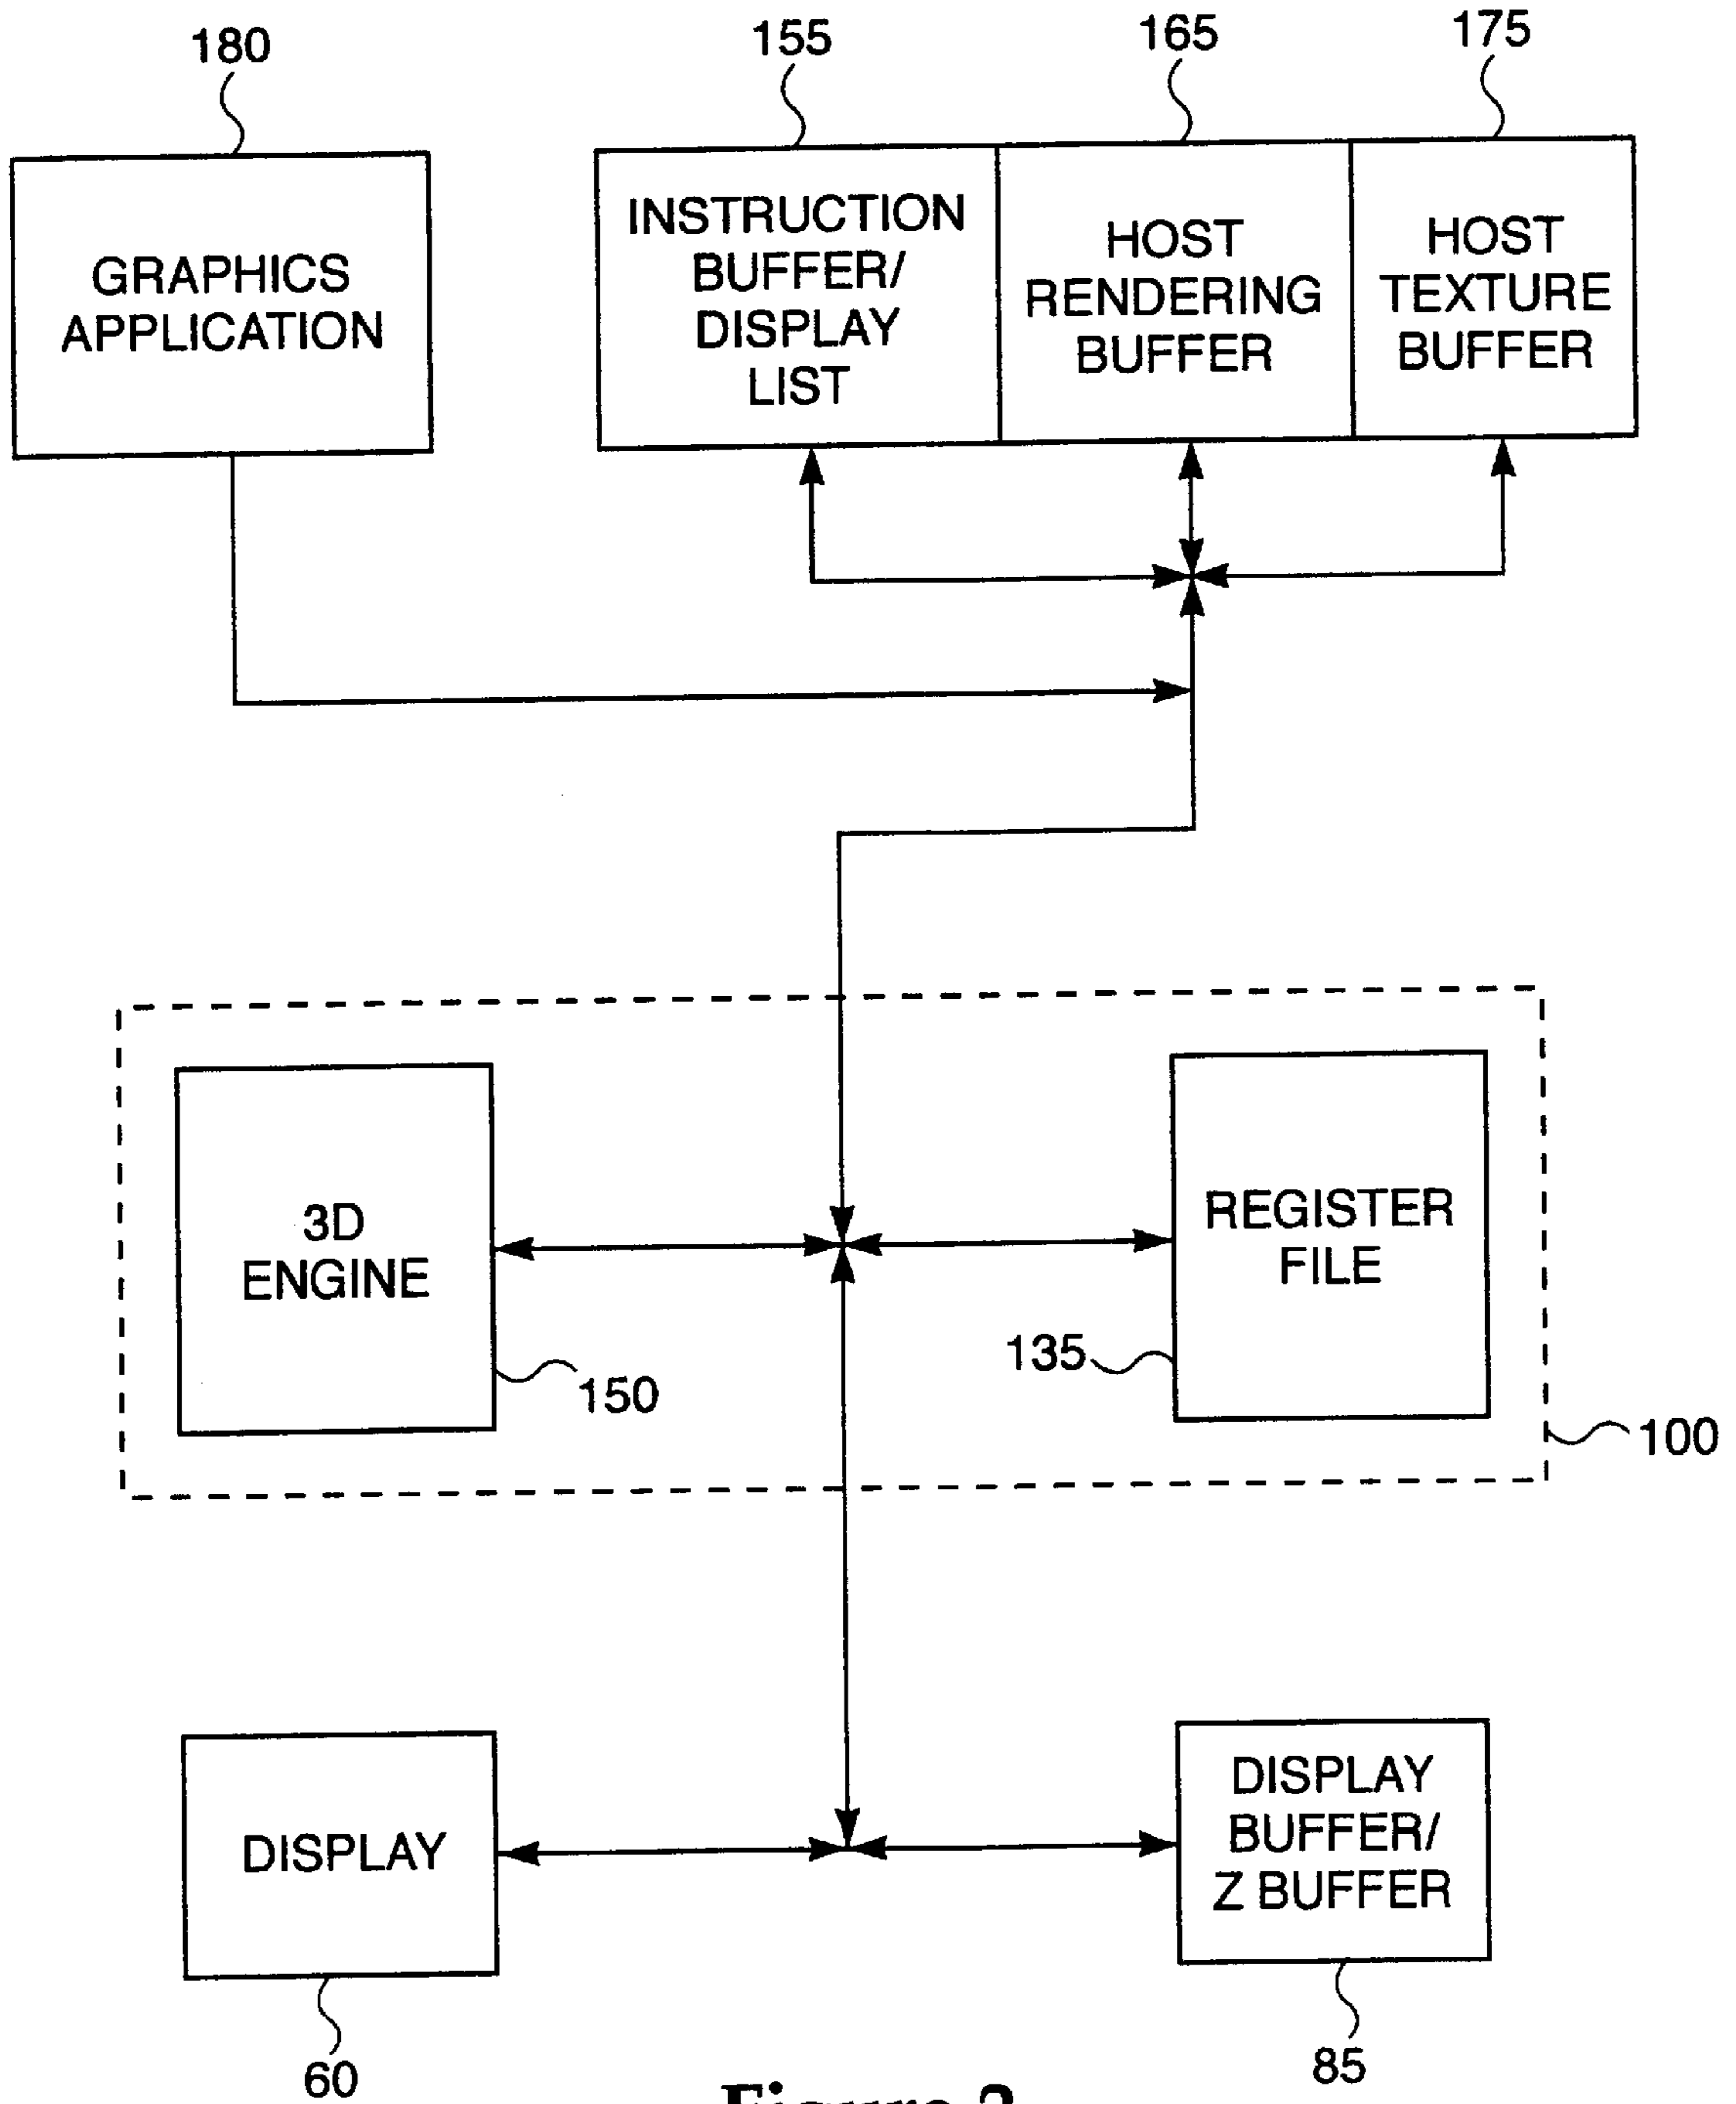 180
155
165
175
GRAPHICS
APPLICATION
INSTRUCTION
BUFFER/
DISPLAY
LIST
HOST
RENDERING
BUFFER
HOST
TEXTURE
BUFFER
3D
ENGINE
150
REGISTER
FILE
135
100
DISPLAY
60
DISPLAY
BUFFER/
Z BUFFER
85
Figure